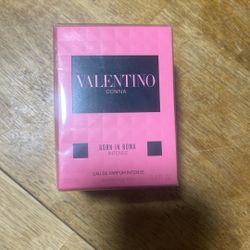 VALENTINO
DONNA
BORN IN ROMA
INTENSE
EAU DE PARFUM INTENSE